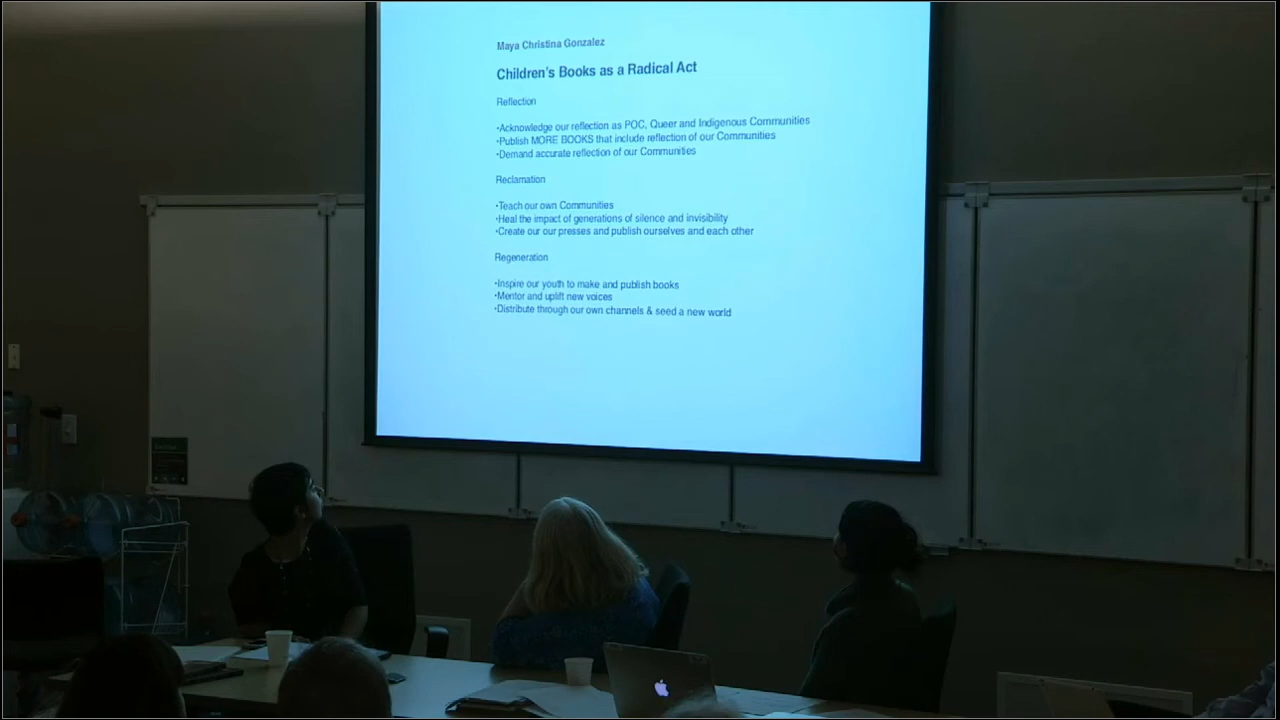 Maya Christina Gonzalez
Children's Books as a Radical Act
Reflection
•Acknowledge our reflection as POC, Queer and Indigenous Communities
•Publish MORE BOOKS that include reflection of our Communities
•Demand accurate reflection of our Communities
Reclamation
•Teach our own Communities
•Heal the impact of generations of silence and invisibility
•Create our our presses and publish ourselves and each other
Regeneration
•Inspire our youth to make and publish books
•Mentor and uplift new voices
•Distribute through our own channels & seed a new world